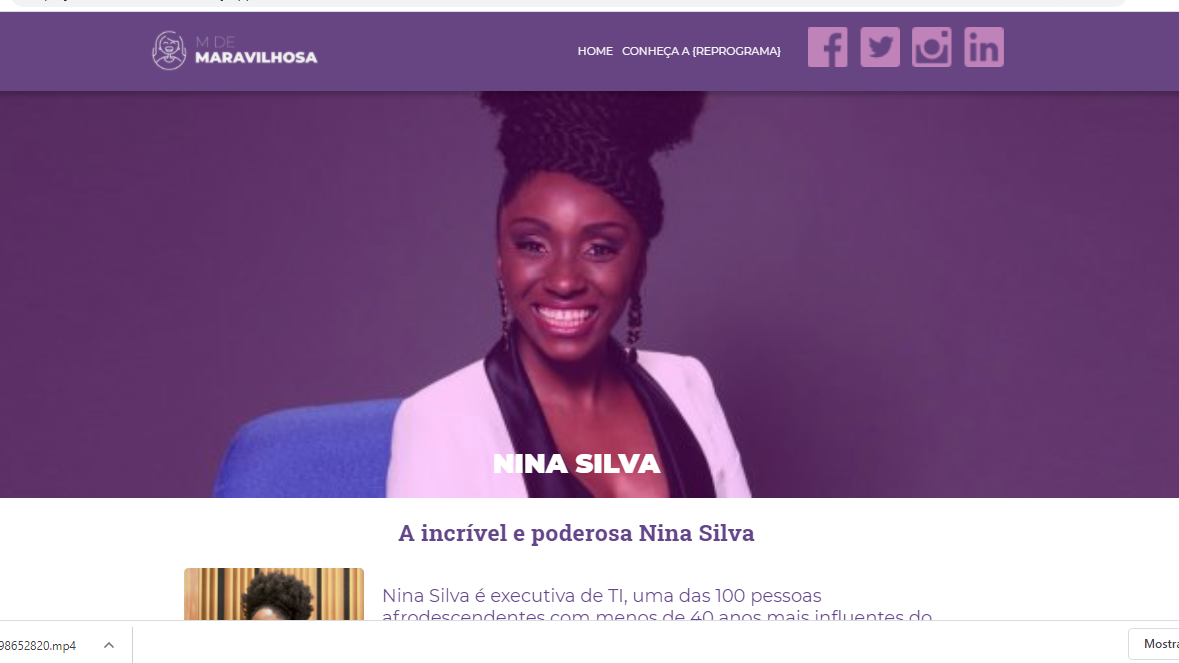 M DE
MARAVILHOSA
HOME CONHEÇA A {REPROGRAMA}
NINA SILVA
A incrível e poderosa Nina Silva
Nina Silva é executiva de TI, uma das 100 pessoas
afrodescendentes com menos de 40 anos mais influentes do
98652820.mp4
Mostra